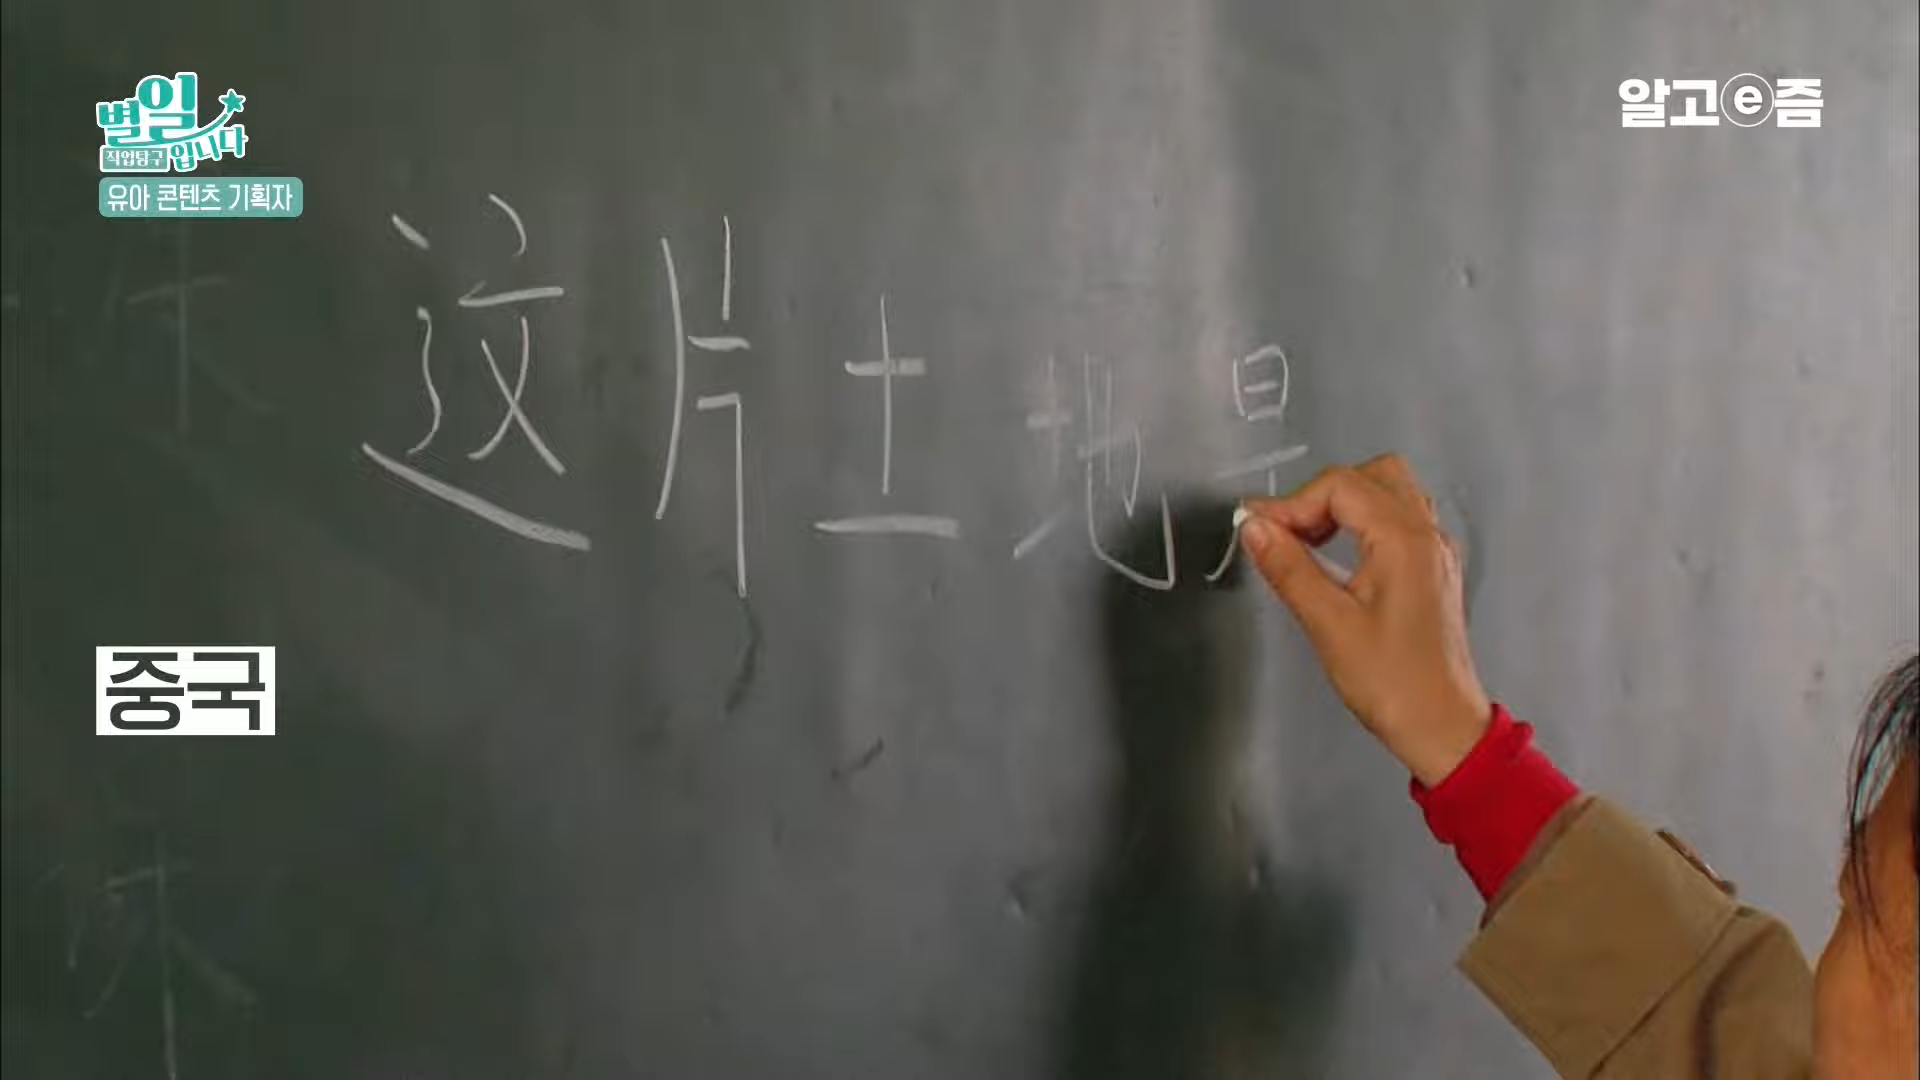 별일입니다
직업탐구
유아 콘텐츠 기획자
알고e즘
这片土地是
중국